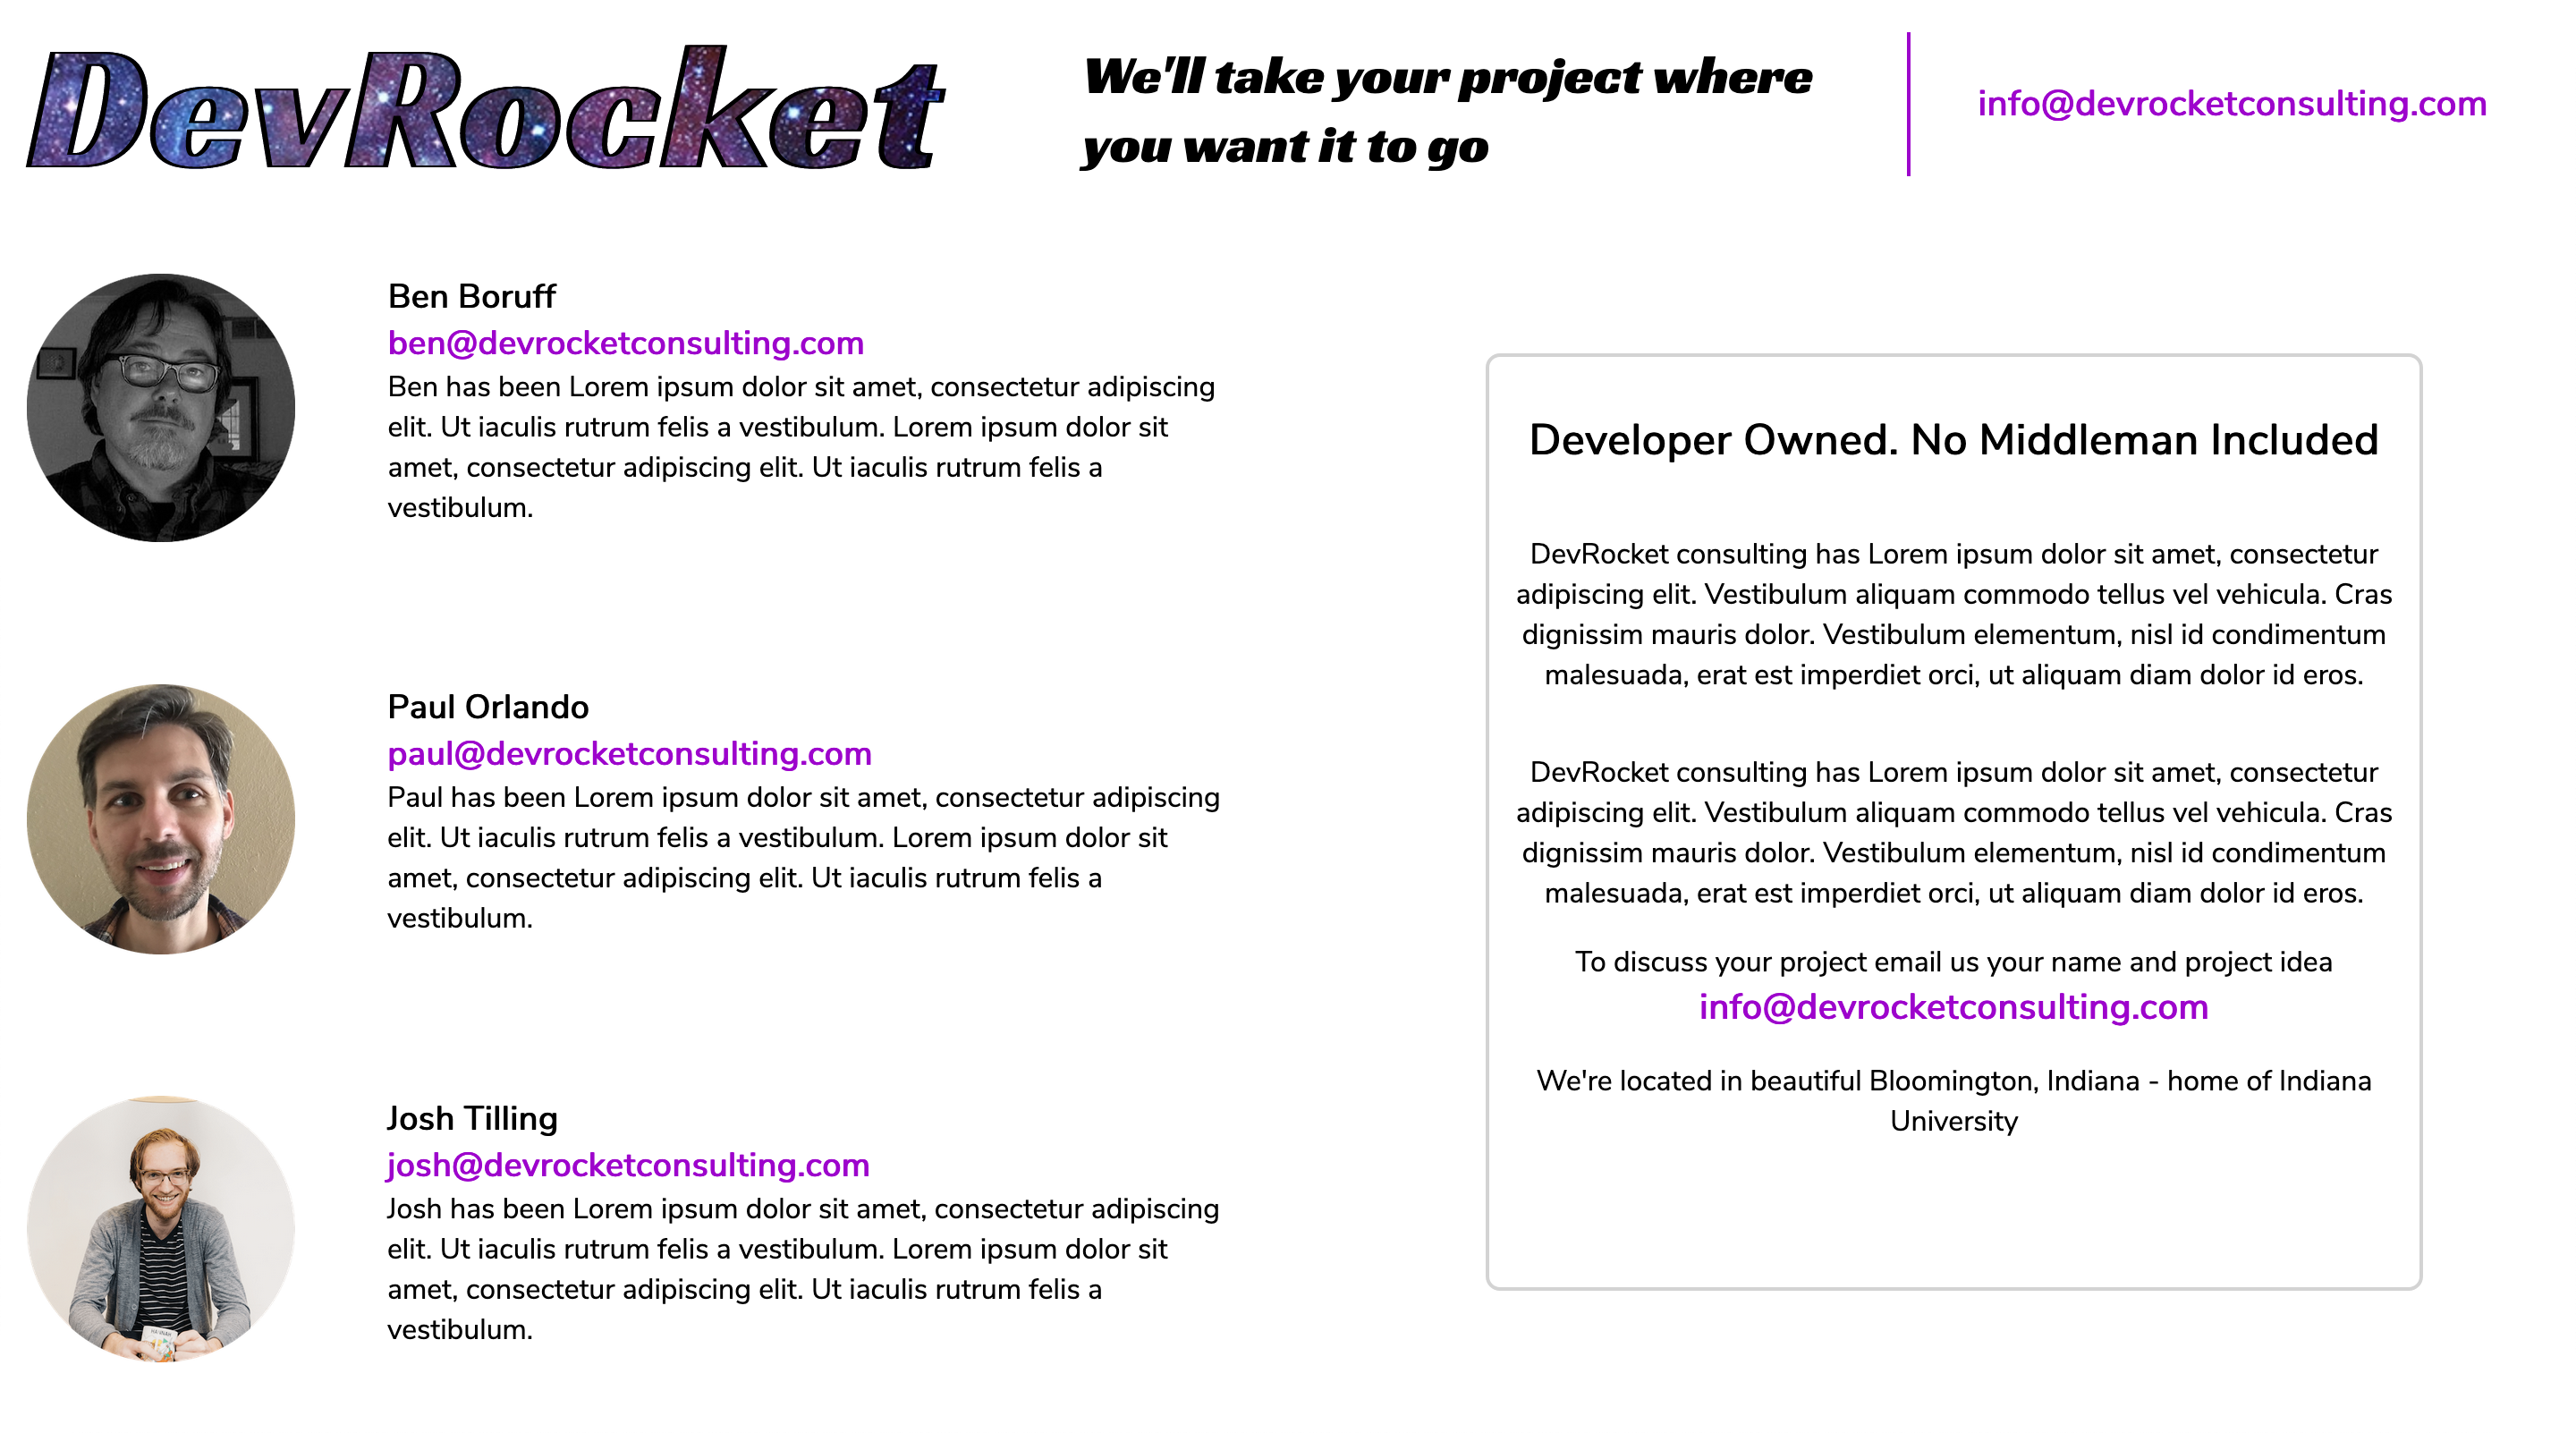 DevRocket
We'll take your project where
you want it to go
info@devrocketconsulting.com
Ben Boruff
ben@devrocketconsulting.com
Ben has been Lorem ipsum dolor sit amet, consectetur adipiscing
elit. Ut iaculis rutrum felis a vestibulum. Lorem ipsum dolor sit
amet, consectetur adipiscing elit. Ut iaculis rutrum felis a
vestibulum.
Paul Orlando
paul@devrocketconsulting.com
Paul has been Lorem ipsum dolor sit amet, consectetur adipiscing
elit. Ut iaculis rutrum felis a vestibulum. Lorem ipsum dolor sit
amet, consectetur adipiscing elit. Ut iaculis rutrum felis a
vestibulum.
Josh Tilling
josh@devrocketconsulting.com
Josh has been Lorem ipsum dolor sit amet, consectetur adipiscing
elit. Ut iaculis rutrum felis a vestibulum. Lorem ipsum dolor sit
amet, consectetur adipiscing elit. Ut iaculis rutrum felis a
vestibulum.
Developer Owned. No Middleman Included
DevRocket consulting has Lorem ipsum dolor sit amet, consectetur
adipiscing elit. Vestibulum aliquam commodo tellus vel vehicula. Cras
dignissim mauris dolor. Vestibulum elementum, nisl id condimentum
malesuada, erat est imperdiet orci, ut aliquam diam dolor id eros.
DevRocket consulting has Lorem ipsum dolor sit amet, consectetur
adipiscing elit. Vestibulum aliquam commodo tellus vel vehicula. Cras
dignissim mauris dolor. Vestibulum elementum, nisl id condimentum
malesuada, erat est imperdiet orci, ut aliquam diam dolor id eros.
To discuss your project email us your name and project idea
info@devrocketconsulting.com
We're located in beautiful Bloomington, Indiana - home of Indiana
University